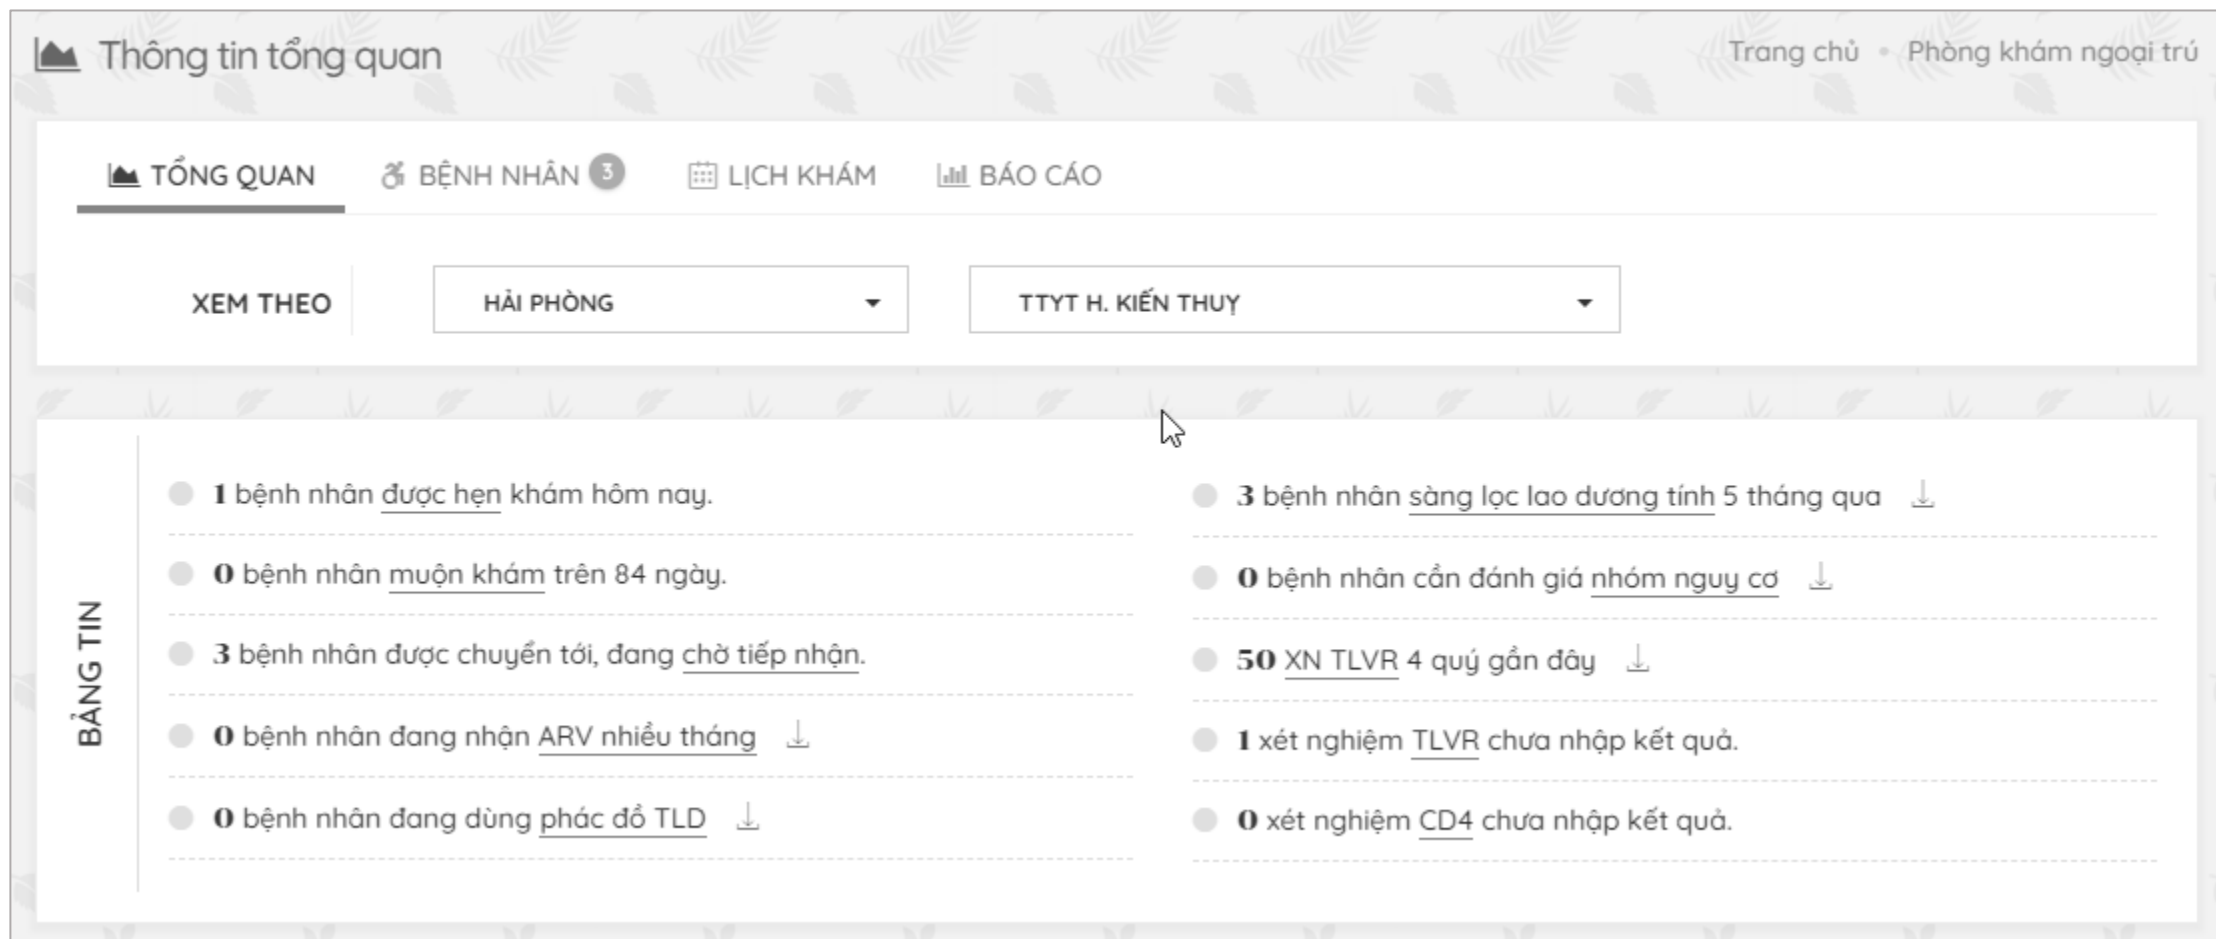 Thông tin tổng quan
Trang chủ • Phòng khám ngoại trú
TỔNG QUAN BỆNH NHÂN 3 LỊCH KHÁM BÁO CÁO
XEM THEO HẢI PHÒNG TTYT H. KIẾN THUỴ
BẢNG TIN
1 bệnh nhân được hẹn khám hôm nay.
0 bệnh nhân muộn khám trên 84 ngày.
3 bệnh nhân được chuyển tới, đang chờ tiếp nhận.
0 bệnh nhân đang nhận ARV nhiều tháng
0 bệnh nhân đang dùng phác đồ TLD
3 bệnh nhân sàng lọc lao dương tính 5 tháng qua
0 bệnh nhân cần đánh giá nhóm nguy cơ
50 XN TLVR 4 quý gần đây
1 xét nghiệm TLVR chưa nhập kết quả.
0 xét nghiệm CD4 chưa nhập kết quả.